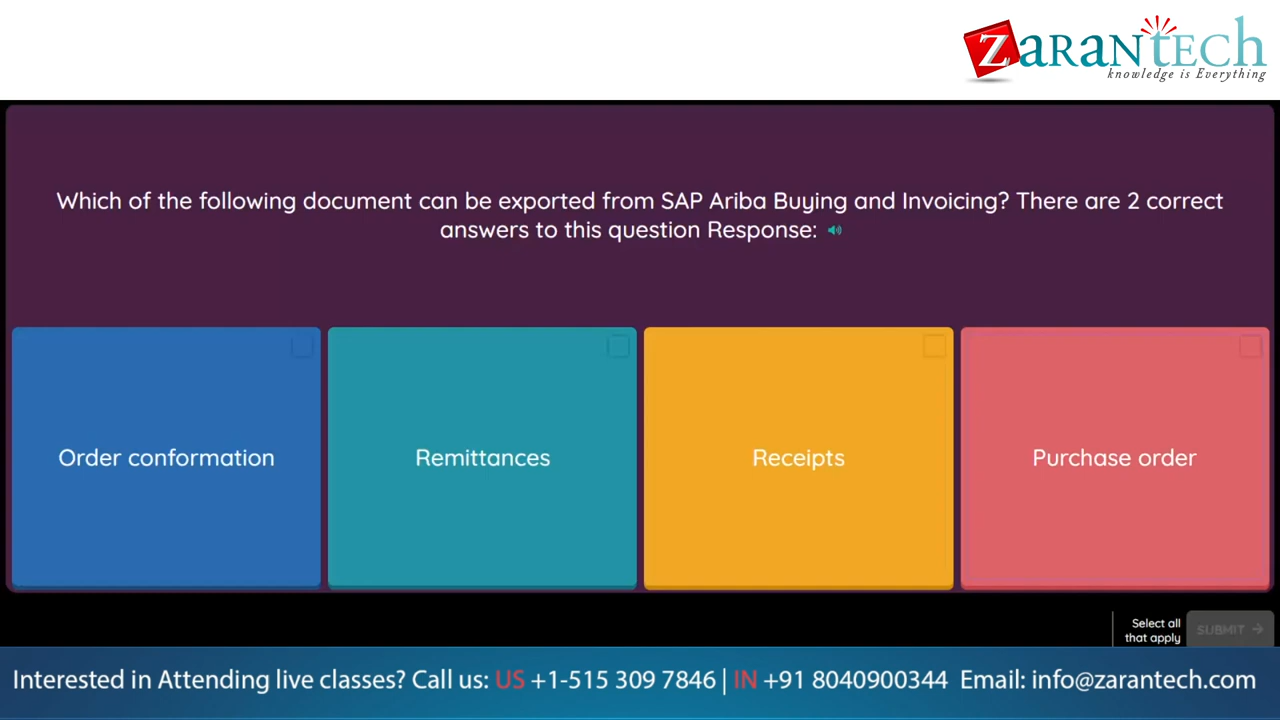 ZARANTECH
knowledge is Everything
Which of the following document can be exported from SAP Ariba Buying and Invoicing? There are 2 correct
answers to this question Response:
Order conformation
Remittances
Receipts
Purchase order
Select all
that apply
SUBMIT →
Interested in Attending live classes? Call us: US +1-515 309 7846 | IN +91 8040900344 Email: info@zarantech.com